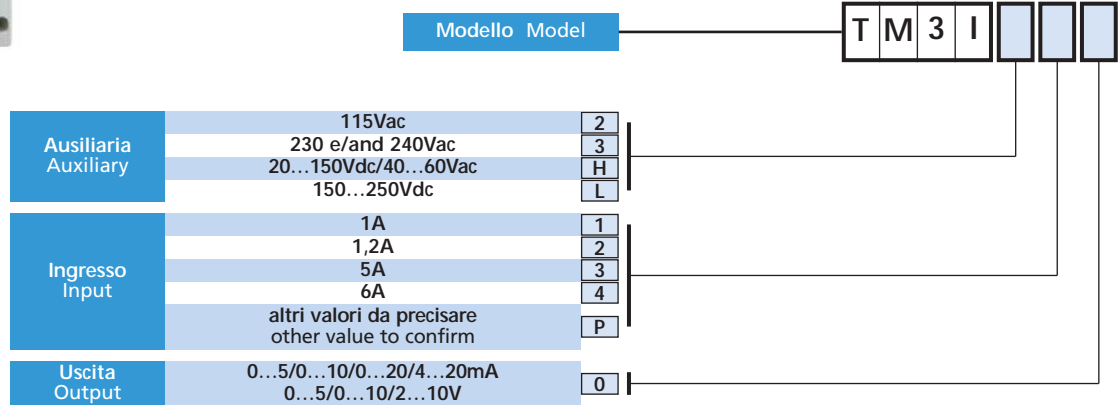 Modello Model
T M 3 I
Ausiliaria
Auxiliary
115Vac 2
230 e/and 240Vac 3
20...150Vdc/40...60Vac H
150...250Vdc L
Ingresso
Input
1A 1
1,2A 2
5A 3
6A 4
altri valori da precisare
other value to confirm
P
Uscita
Output
0...5/0...10/0...20/4...20mA
0...5/0...10/2...10V
0